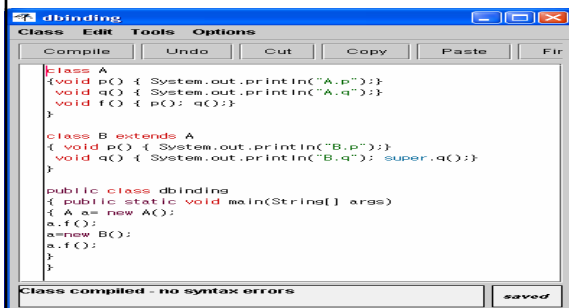 dbinding
Class Edit Tools Options
Compile Undo Cut Copy Paste Fir
class A
{void p() { System.out.println("A.p");}
void q() { System.out.println("A.q");}
void f() { p(); q();}
}
class B extends A
{ void p() { System.out.println("B.p");}
void q() { System.out.println("B.q"); super.q();}
}
public class dbinding
{ public static void main(String[] args)
{ A a= new A();
a.f();
a=new B();
a.f();
}
}
Class compiled - no syntax errors
saved